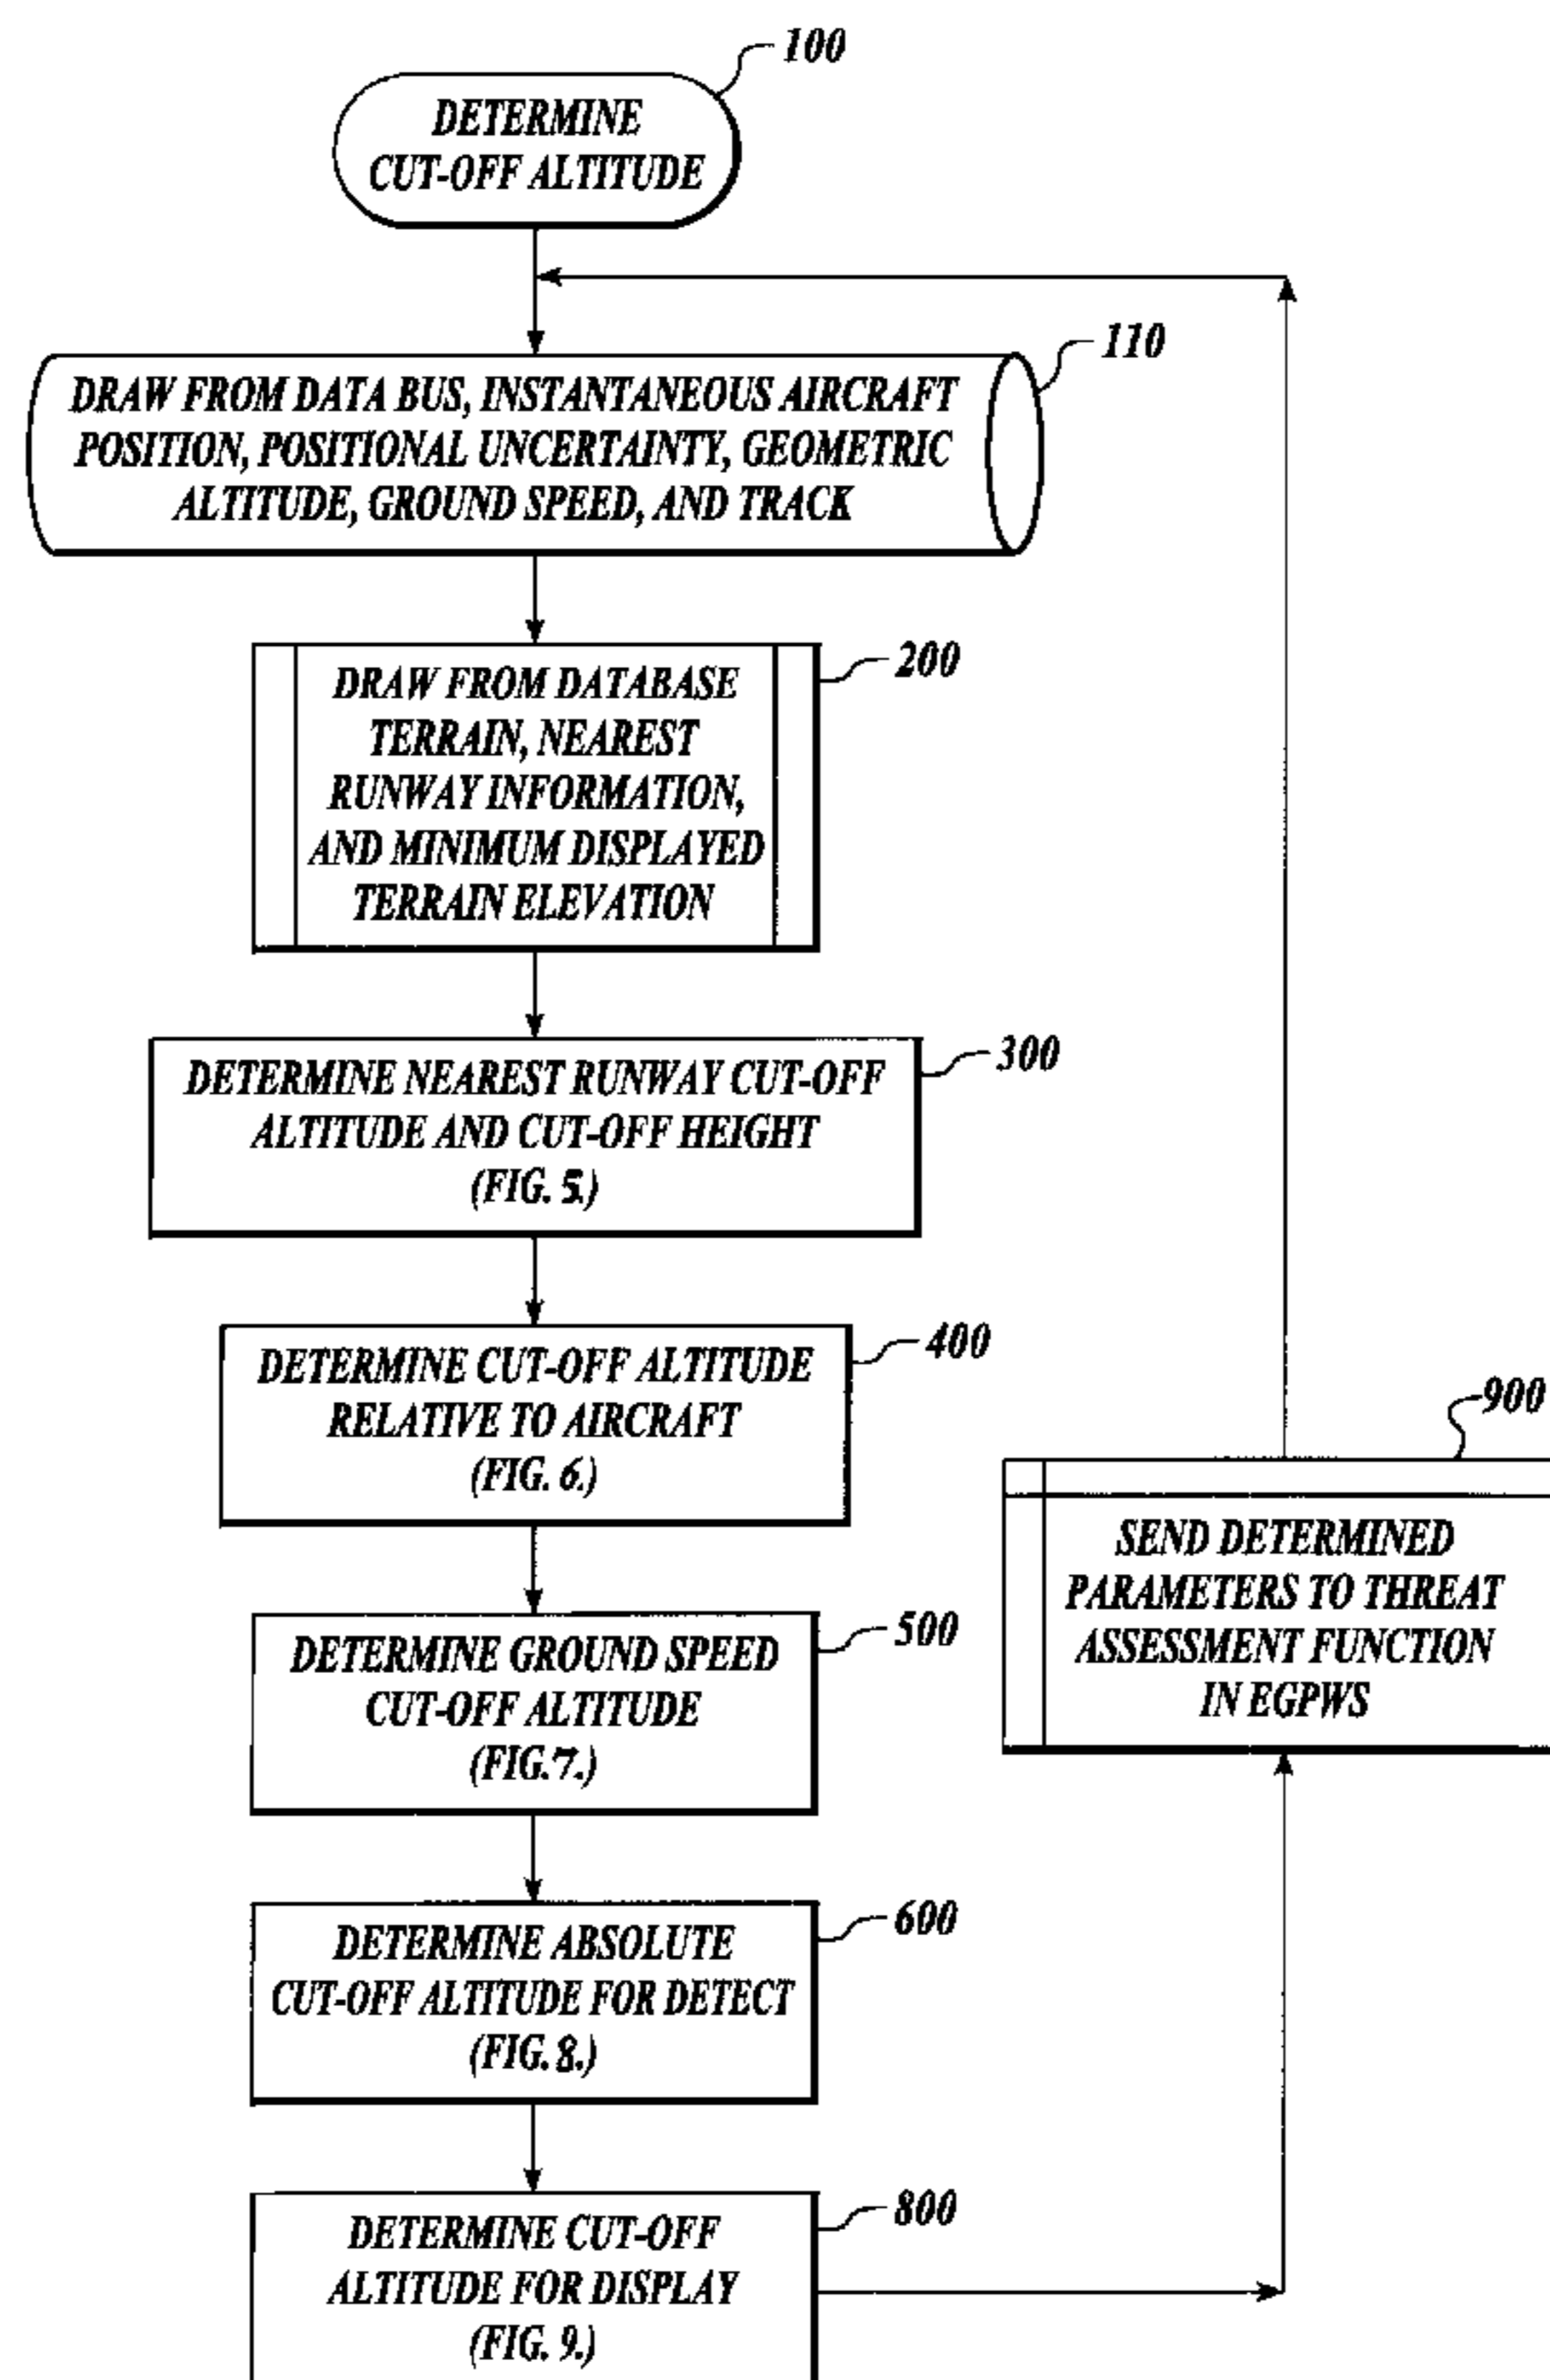 100
DETERMINE
CUT-OFF ALTITUDE
110
DRAW FROM DATA BUS, INSTANTANEOUS AIRCRAFT
POSITION, POSITIONAL UNCERTAINTY, GEOMETRIC
ALTITUDE, GROUND SPEED, AND TRACK
200
DRAW FROM DATABASE
TERRAIN, NEAREST
RUNWAY INFORMATION,
AND MINIMUM DISPLAYED
TERRAIN ELEVATION
300
DETERMINE NEAREST RUNWAY CUT-OFF
ALTITUDE AND CUT-OFF HEIGHT
(FIG. 5.)
400
DETERMINE CUT-OFF ALTITUDE
RELATIVE TO AIRCRAFT
(FIG. 6.)
500
DETERMINE GROUND SPEED
CUT-OFF ALTITUDE
(FIG.7.)
600
DETERMINE ABSOLUTE
CUT-OFF ALTITUDE FOR DETECT
(FIG. 8.)
800
DETERMINE CUT-OFF
ALTITUDE FOR DISPLAY
(FIG. 9.)
900
SEND DETERMINED
PARAMETERS TO THREAT
ASSESSMENT FUNCTION
IN EGPWS